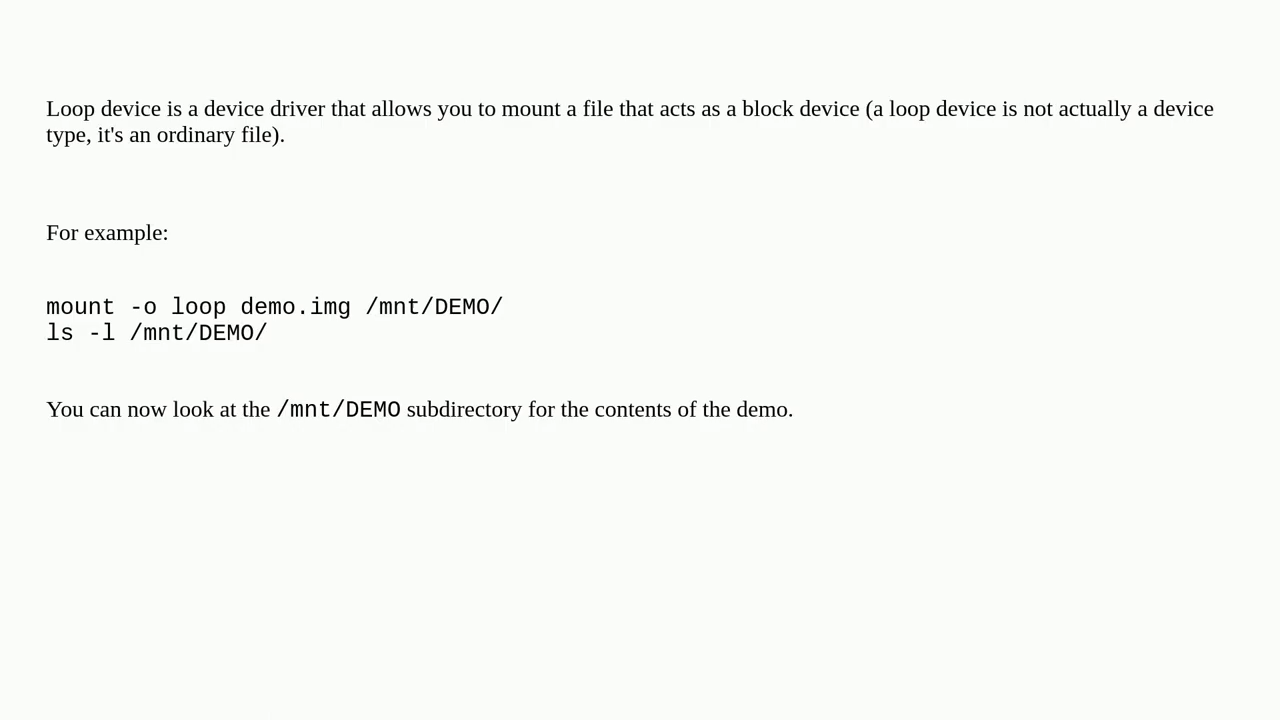 Loop device is a device driver that allows you to mount a file that acts as a block device (a loop device is not actually a device
type, it's an ordinary file).
For example:
mount -o loop demo.img /mnt/DEMO/
ls -l /mnt/DEMO/
You can now look at the /mnt/DEMO subdirectory for the contents of the demo.